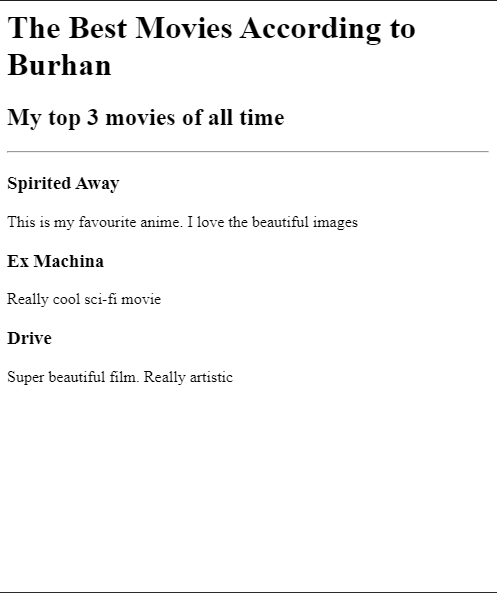 The Best Movies According to
Burhan
My top 3 movies of all time
Spirited Away
This is my favourite anime. I love the beautiful images
Ex Machina
Really cool sci-fi movie
Drive
Super beautiful film. Really artistic